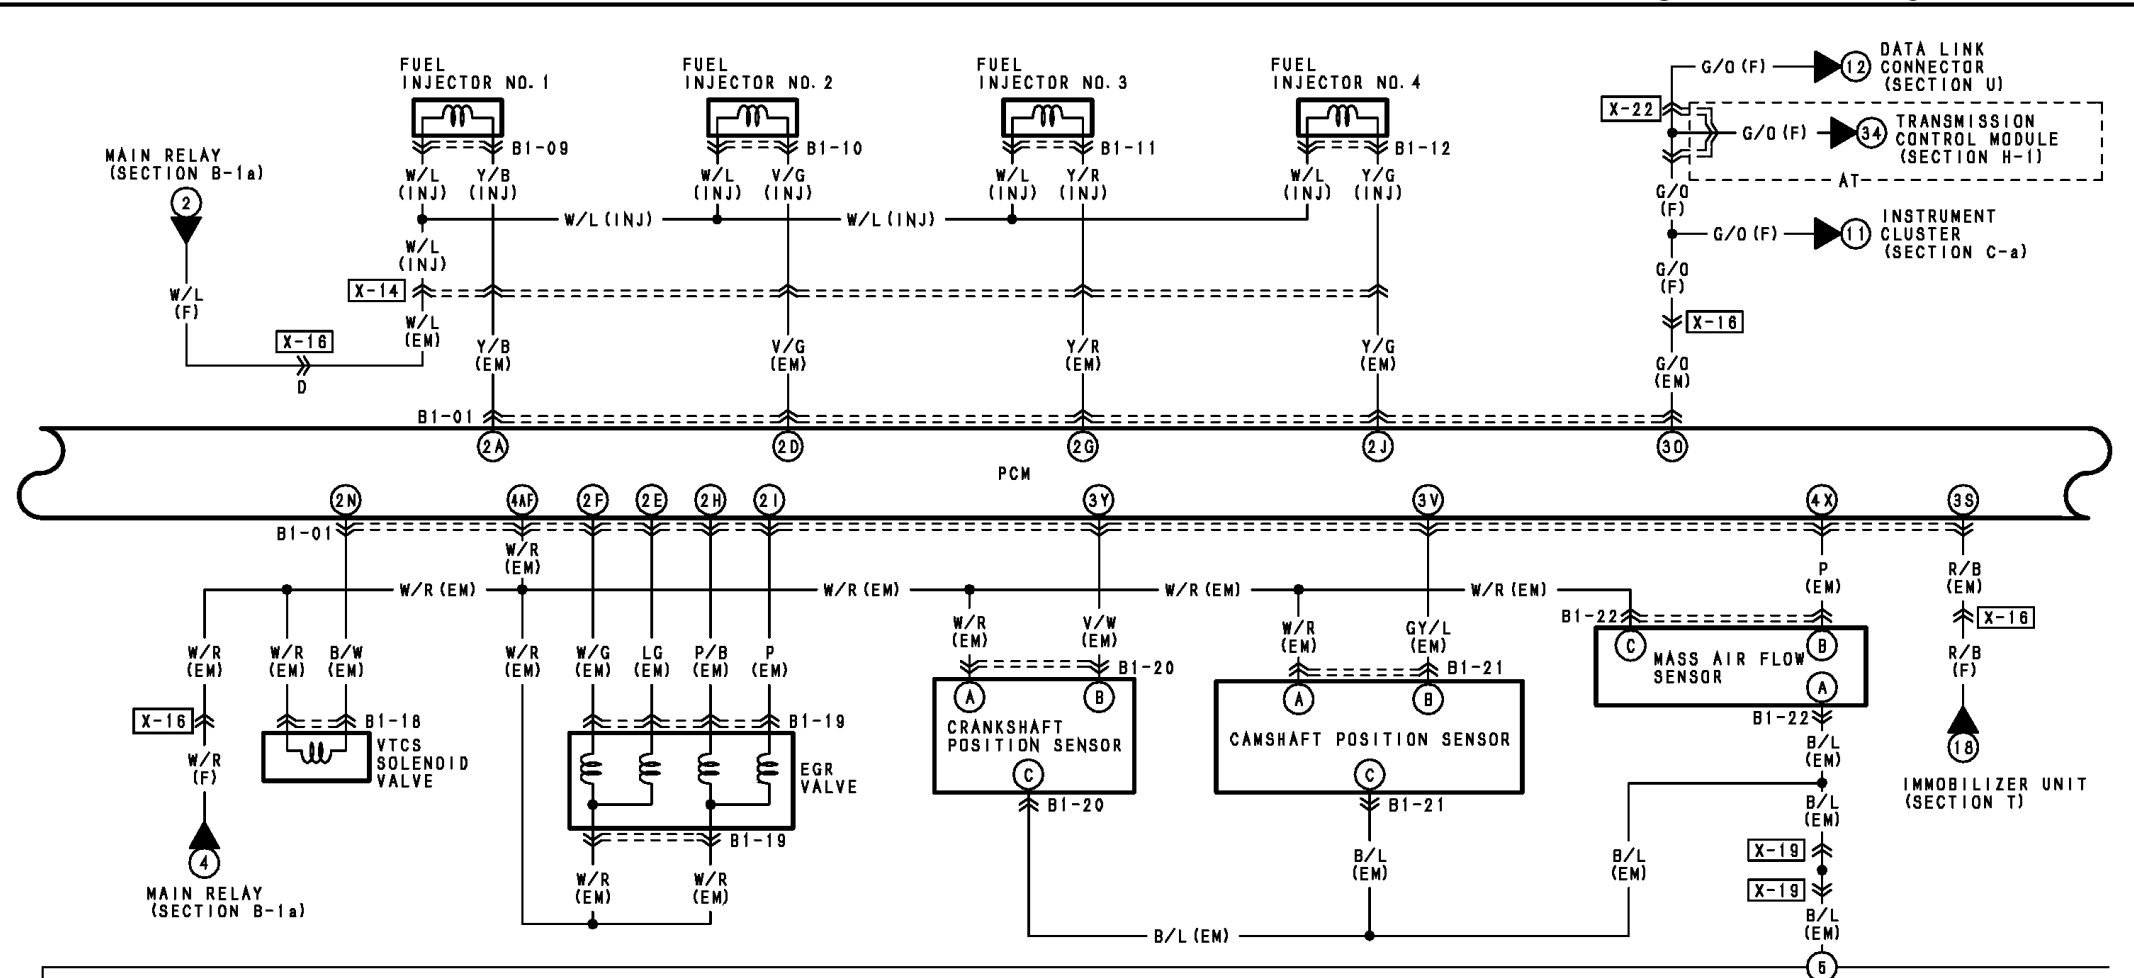 FUEL
INJECTOR NO. 1
FUEL
INJECTOR NO. 2
FUEL
INJECTOR NO. 3
FUEL
INJECTOR NO. 4
G/O (F)
12
DATA LINK
CONNECTOR
(SECTION U)
X-22
G/O (F)
34
TRANSMISSION
CONTROL MODULE
(SECTION H-1)
AT
B1-09
B1-10
B1-11
B1-12
MAIN RELAY
(SECTION B-1a)
2
W/L
(INJ)
Y/B
(INJ)
W/L
(INJ)
V/G
(INJ)
W/L
(INJ)
Y/R
(INJ)
W/L
(INJ)
Y/G
(INJ)
G/O
(F)
W/L (INJ)
W/L (INJ)
G/O (F)
11
INSTRUMENT
CLUSTER
(SECTION C-a)
W/L
(INJ)
G/O
(F)
X-14
W/L
(F)
X-16
D
W/L
(EM)
X-16
Y/B
(EM)
V/G
(EM)
Y/R
(EM)
Y/G
(EM)
G/O
(EM)
B1-01
2A
2D
2G
2J
3O
PCM
2N
4AF
2F
2E
2H
2I
3Y
3V
4X
3S
B1-01
W/R
(EM)
W/R (EM)
W/R (EM)
W/R (EM)
W/R (EM)
P
(EM)
R/B
(EM)
B1-22
X-16
W/R
(EM)
V/W
(EM)
W/R
(EM)
GY/L
(EM)
W/R
(EM)
W/R
(EM)
B/W
(EM)
W/R
(EM)
W/G
(EM)
LG
(EM)
P/B
(EM)
P
(EM)
B1-20
B1-21
C
B
MASS AIR FLOW
SENSOR
A
R/B
(F)
X-16
B1-18
B1-19
A
B
CRANKSHAFT
POSITION SENSOR
C
A
B
CAMSHAFT POSITION SENSOR
C
B1-22
18
IMMOBILIZER UNIT
(SECTION T)
W/R
(F)
VTCS
SOLENOID
VALVE
EGR
VALVE
B/L
(EM)
B1-20
B1-21
B/L
(EM)
B1-19
4
MAIN RELAY
(SECTION B-1a)
W/R
(EM)
W/R
(EM)
B/L
(EM)
B/L
(EM)
X-19
X-19
B/L
(EM)
B/L (EM)
5